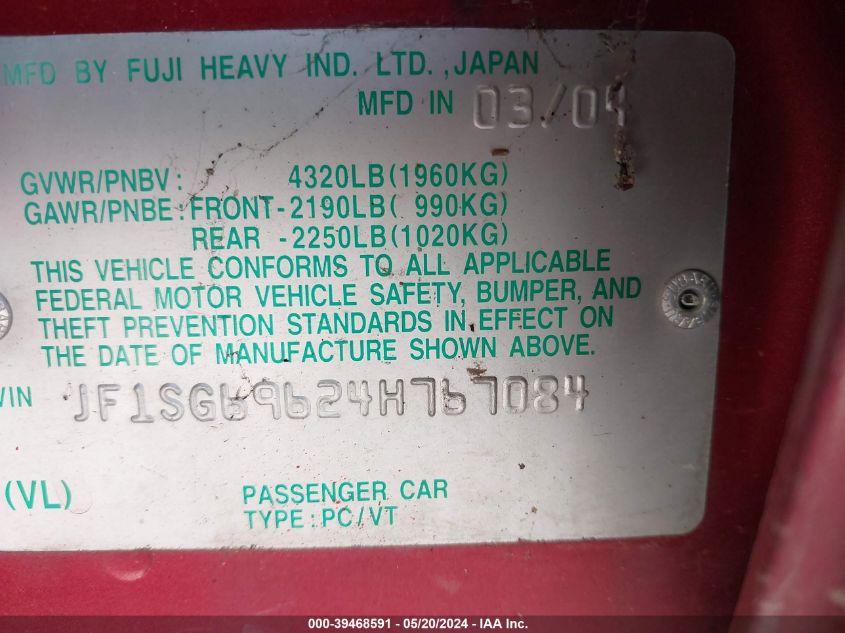 MFD BY FUJI HEAVY IND. LTD., JAPAN
MFD IN 03/04
GVWR/PNBV: 4320LB(1960KG)
GAWR/PNBE:FRONT-2190LB( 990KG)
REAR -2250LB(1020KG)
THIS VEHICLE CONFORMS TO ALL APPLICABLE
FEDERAL MOTOR VEHICLE SAFETY, BUMPER, AND
THEFT PREVENTION STANDARDS IN EFFECT ON
THE DATE OF MANUFACTURE SHOWN ABOVE.
VIN JF1SG69624H767084
(VL) PASSENGER CAR
TYPE:PC/VT
000-39468591 - 05/20/2024 - IAA Inc.